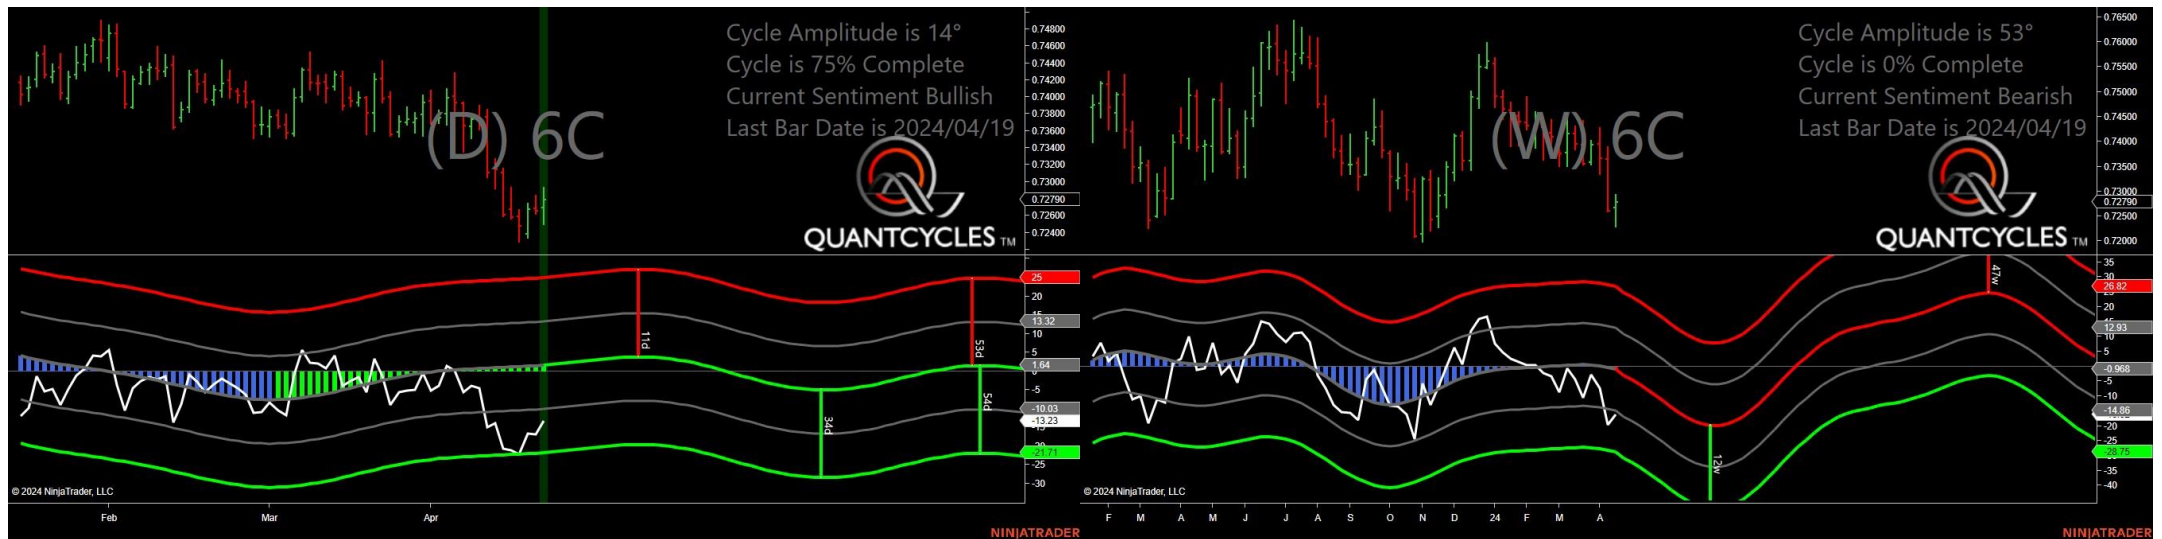 Cycle Amplitude is 14°
Cycle is 75% Complete
Current Sentiment Bullish
Last Bar Date is 2024/04/19
(D) 6C
QUANTCYCLES TM
0.74800
0.74600
0.74400
0.74200
0.74000
0.73800
0.73600
0.73400
0.73200
0.73000
0.72790
0.72600
0.72400
25
20
13.32
10
5
1.64
-5
-10.03
-13.23
-21.71
-25
-30
11d
34d
53d
54d
© 2024 NinjaTrader, LLC
Feb
Mar
Apr
NINJATRADER
Cycle Amplitude is 53°
Cycle is 0% Complete
Current Sentiment Bearish
Last Bar Date is 2024/04/19
(W) 6C
QUANTCYCLES TM
0.76500
0.76000
0.75500
0.75000
0.74500
0.74000
0.73500
0.73000
0.72790
0.72500
0.72000
35
30
26.82
12.93
10
5
-0.968
-5
-10
-14.86
-20
-28.75
-35
-40
47w
12w
© 2024 NinjaTrader, LLC
F
M
A
M
J
J
A
S
O
N
D
24
F
M
A
NINJATRADER